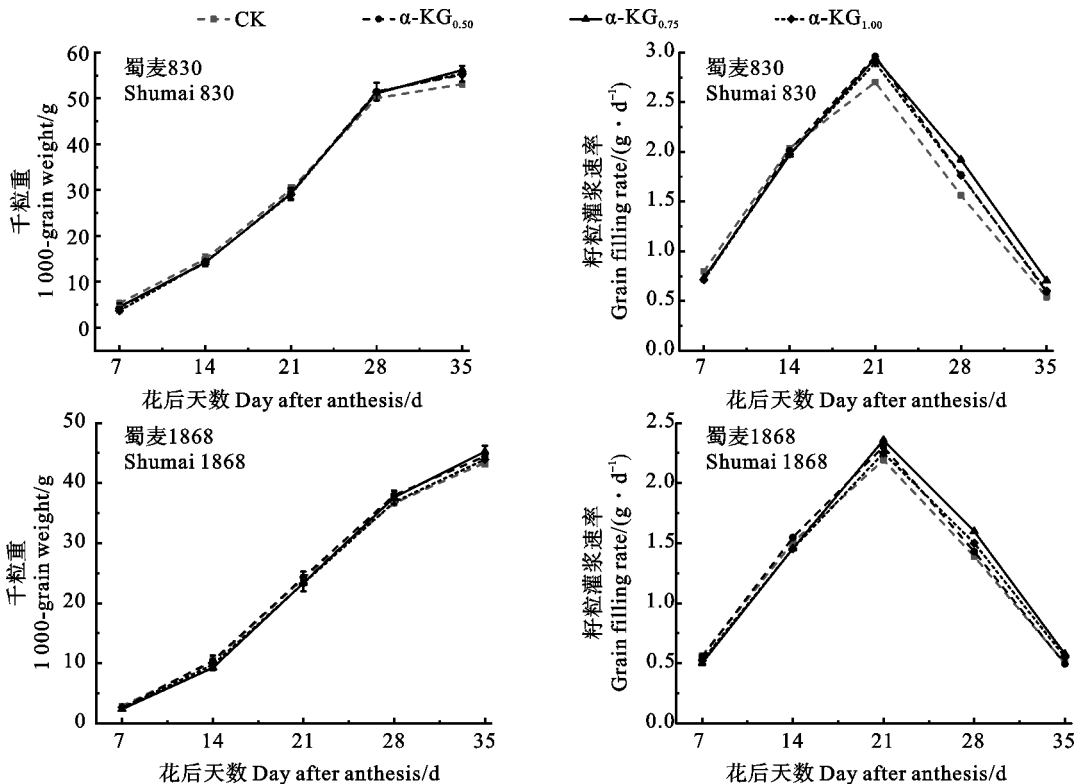 CK α-KG0.50 α-KG0.75 α-KG1.00
蜀麦830
Shumai 830
千粒重
1 000-grain weight/g
60
50
40
30
20
10
0
7 14 21 28 35
花后天数 Day after anthesis/d
蜀麦830
Shumai 830
籽粒灌浆速率
Grain filling rate/(g·d⁻¹)
3.0
2.5
2.0
1.5
1.0
0.5
0.0
7 14 21 28 35
花后天数 Day after anthesis/d
蜀麦1868
Shumai 1868
千粒重
1 000-grain weight/g
50
40
30
20
10
0
7 14 21 28 35
花后天数 Day after anthesis/d
蜀麦1868
Shumai 1868
籽粒灌浆速率
Grain filling rate/(g·d⁻¹)
2.5
2.0
1.5
1.0
0.5
0.0
7 14 21 28 35
花后天数 Day after anthesis/d